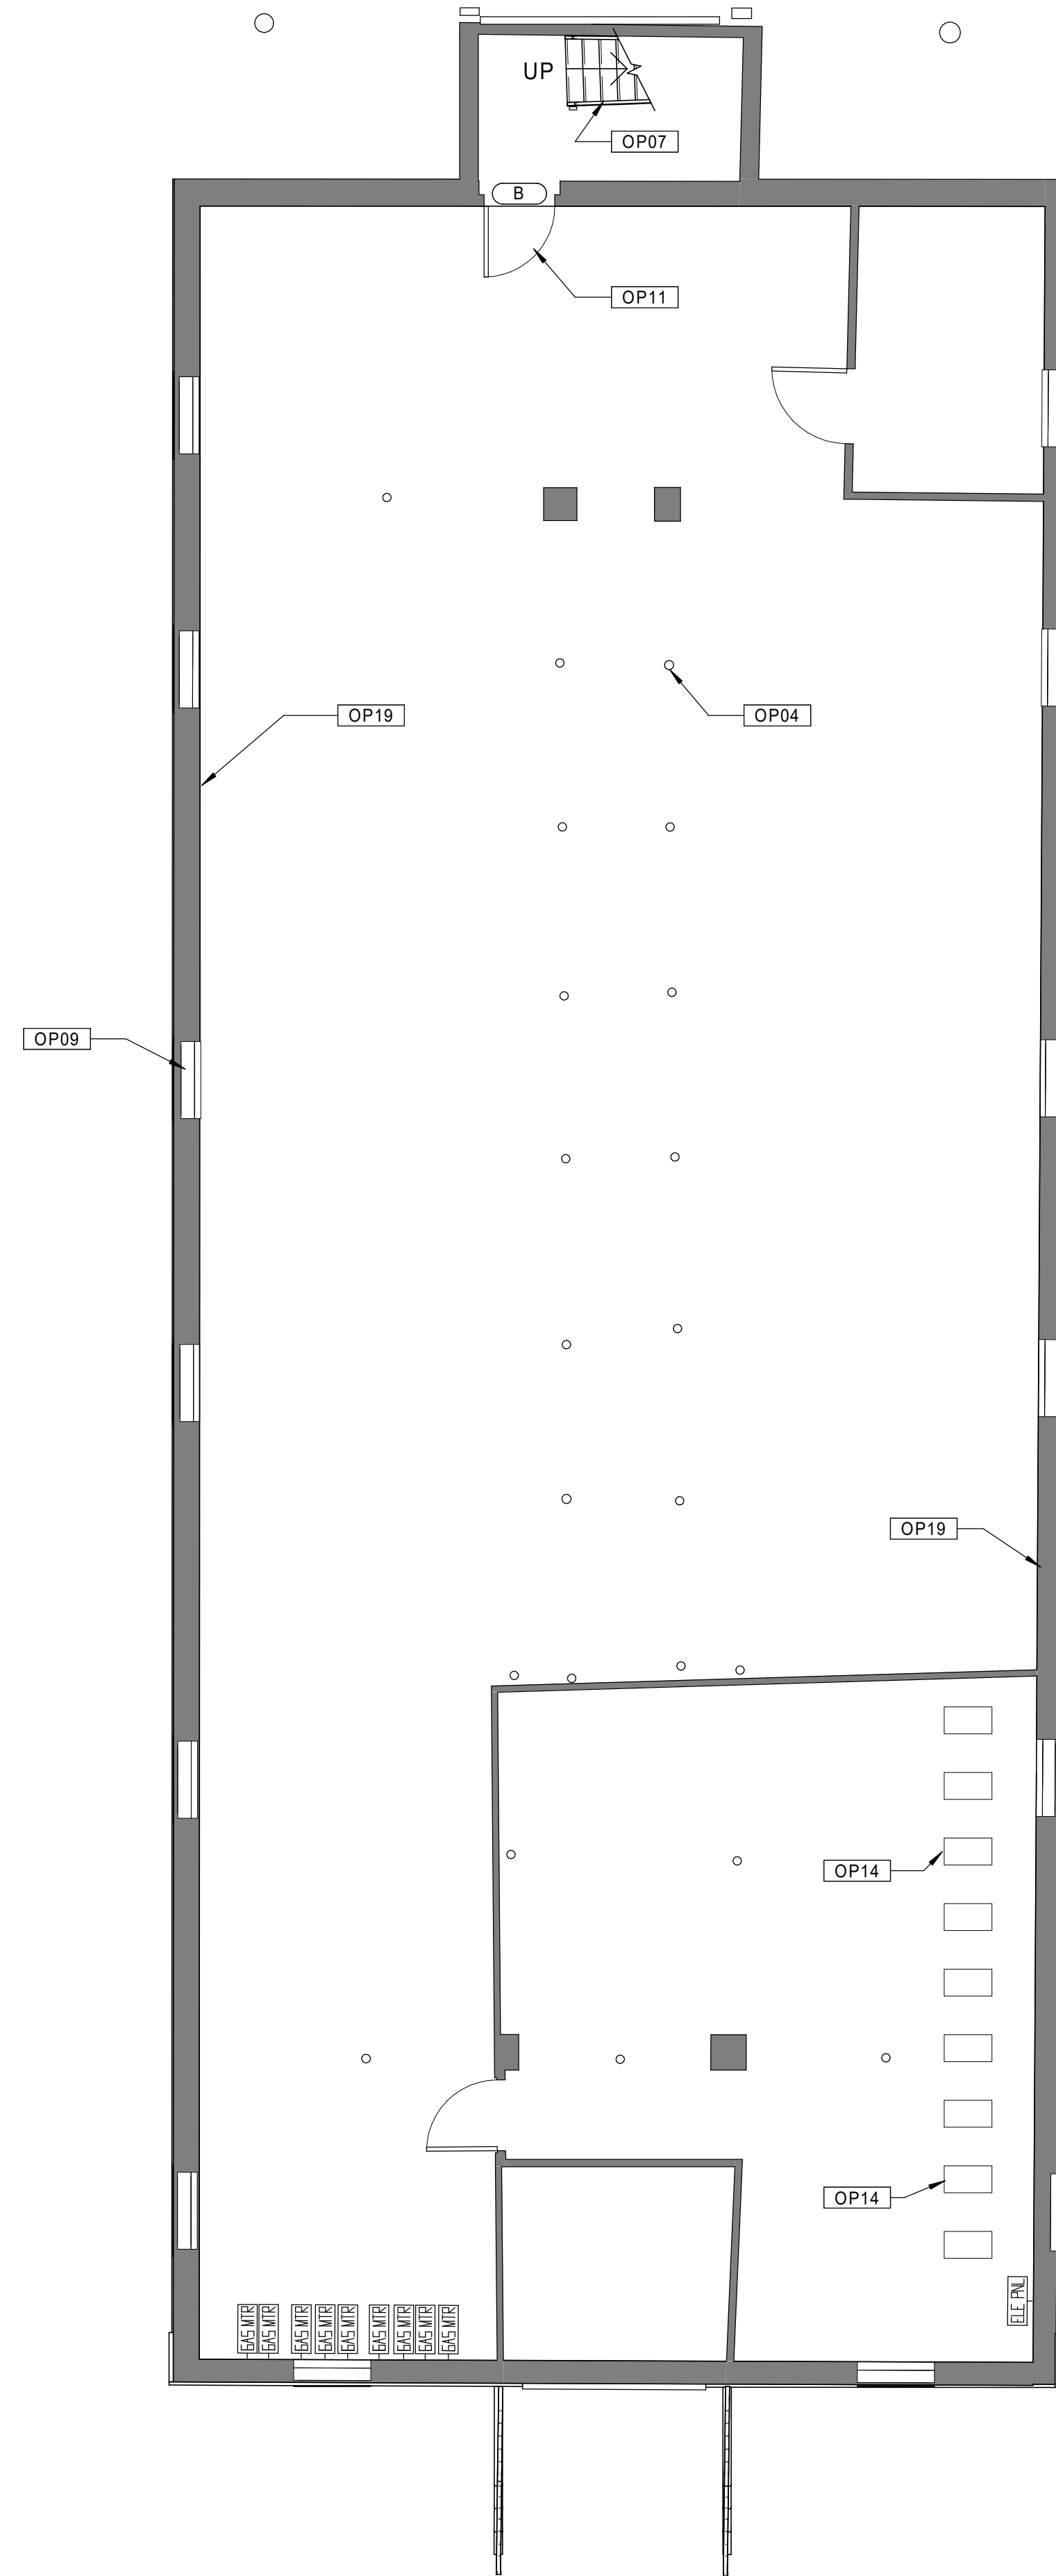 UP
OP07
B
OP11
OP19
OP04
OP09
OP19
OP14
OP14
ELE PNL
GAS MTR
GAS MTR
GAS MTR
GAS MTR
GAS MTR
GAS MTR
GAS MTR
GAS MTR
GAS MTR